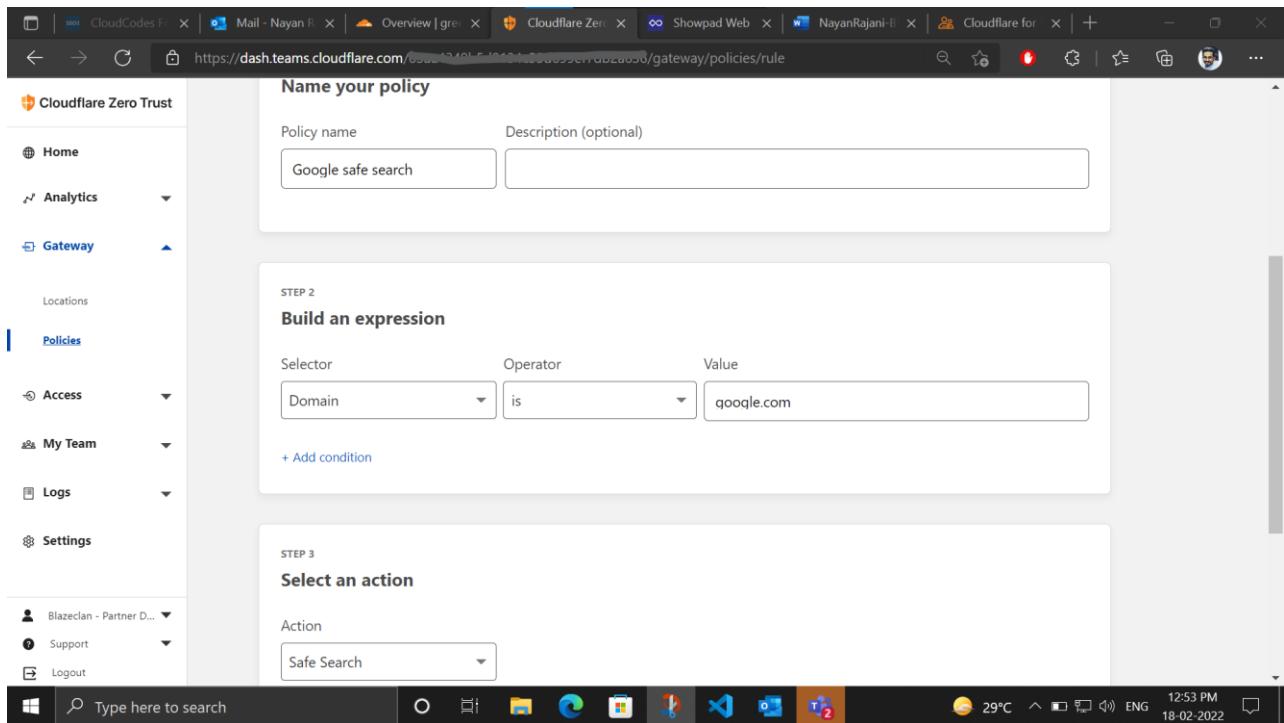 CloudCodes Fr
Mail - Nayan R
Overview | gree
Cloudflare Zero
Showpad Web
NayanRajani-B
Cloudflare for
https://dash.teams.cloudflare.com/
/gateway/policies/rule
Cloudflare Zero Trust
Home
Analytics
Gateway
Locations
Policies
Access
My Team
Logs
Settings
Blazeclan - Partner D...
Support
Logout
Name your policy
Policy name Description (optional)
Google safe search
STEP 2
Build an expression
Selector Operator Value
Domain is google.com
+ Add condition
STEP 3
Select an action
Action
Safe Search
Type here to search
2
29°C ENG 12:53 PM
18-02-2022